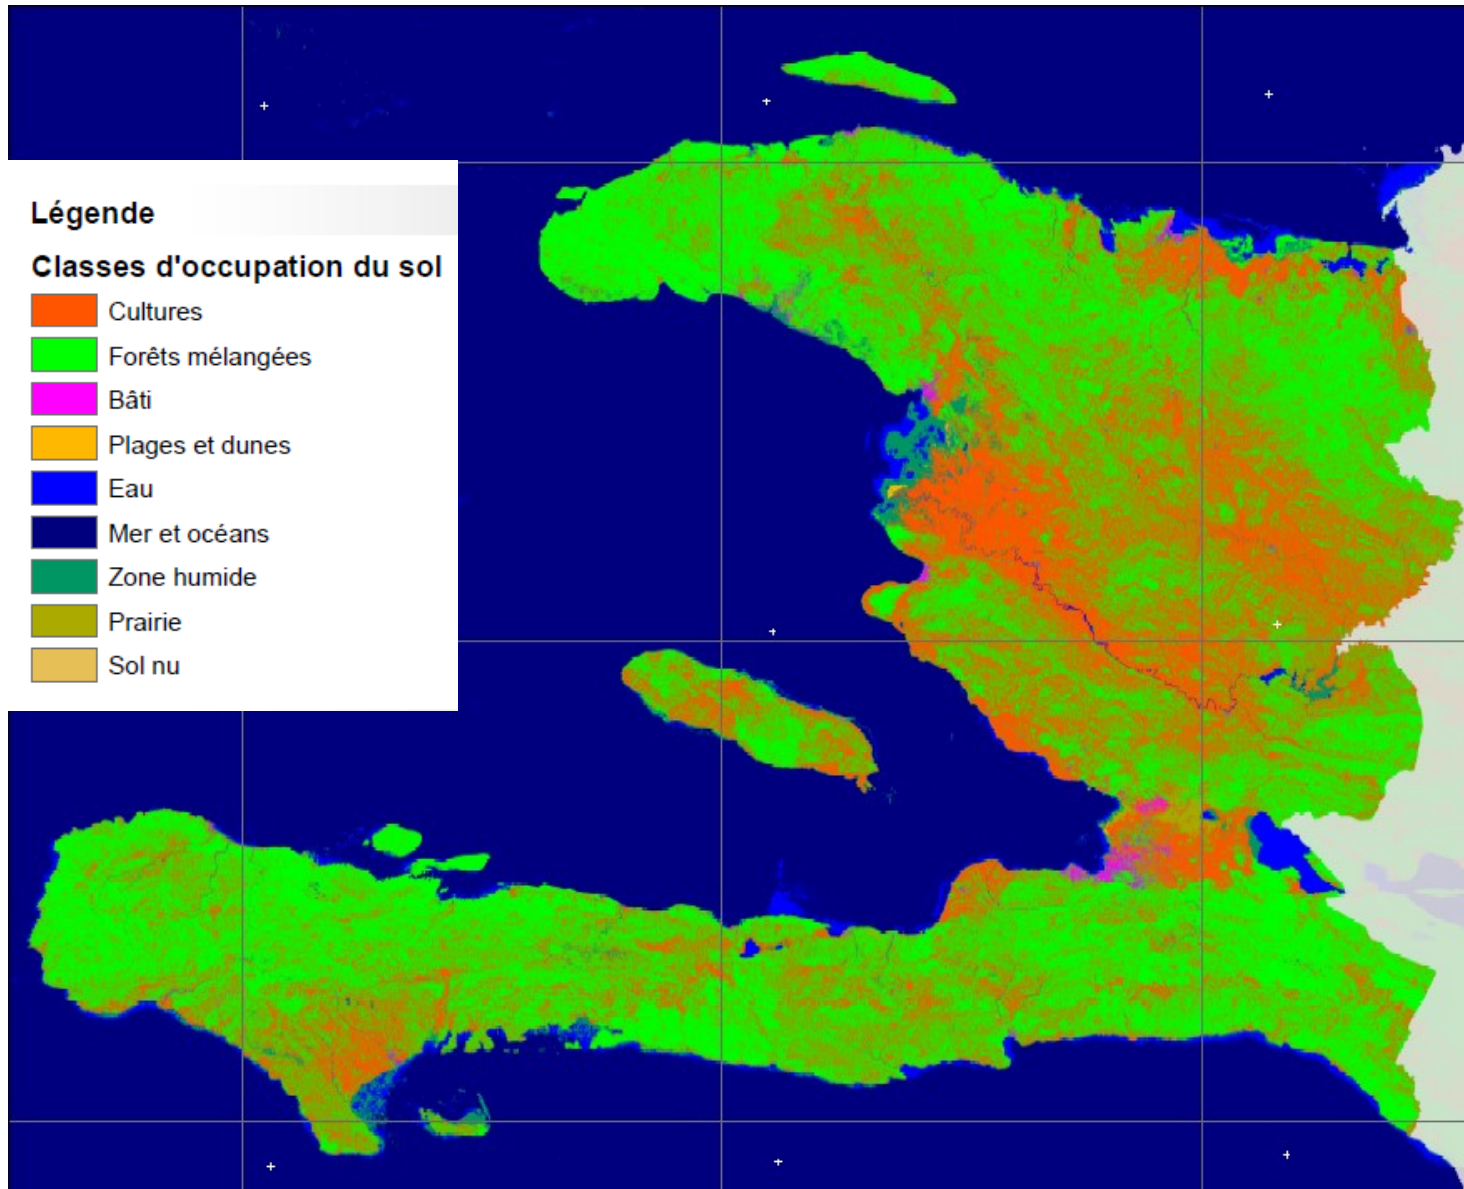 Légende
Classes d'occupation du sol
Cultures
Forêts mélangées
Bâti
Plages et dunes
Eau
Mer et océans
Zone humide
Prairie
Sol nu